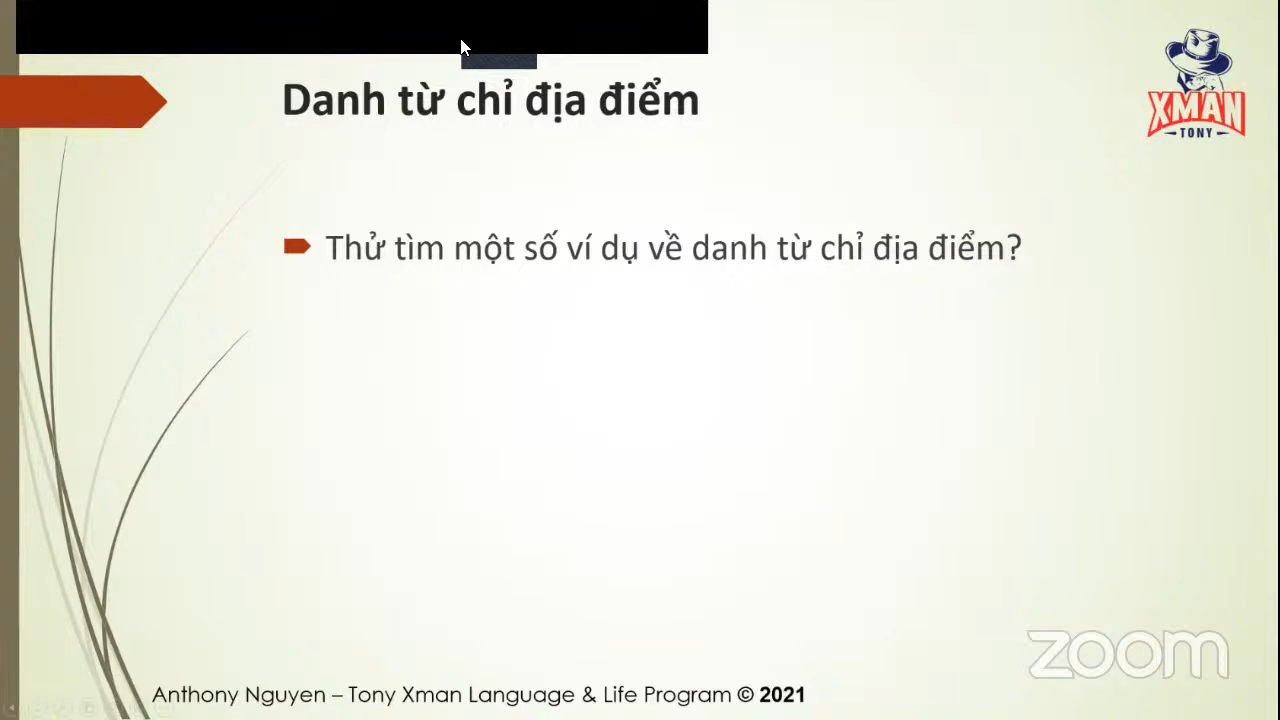 Danh từ chỉ địa điểm
XMAN
TONY
Thử tìm một số ví dụ về danh từ chỉ địa điểm?
zoom
Anthony Nguyen – Tony Xman Language & Life Program © 2021